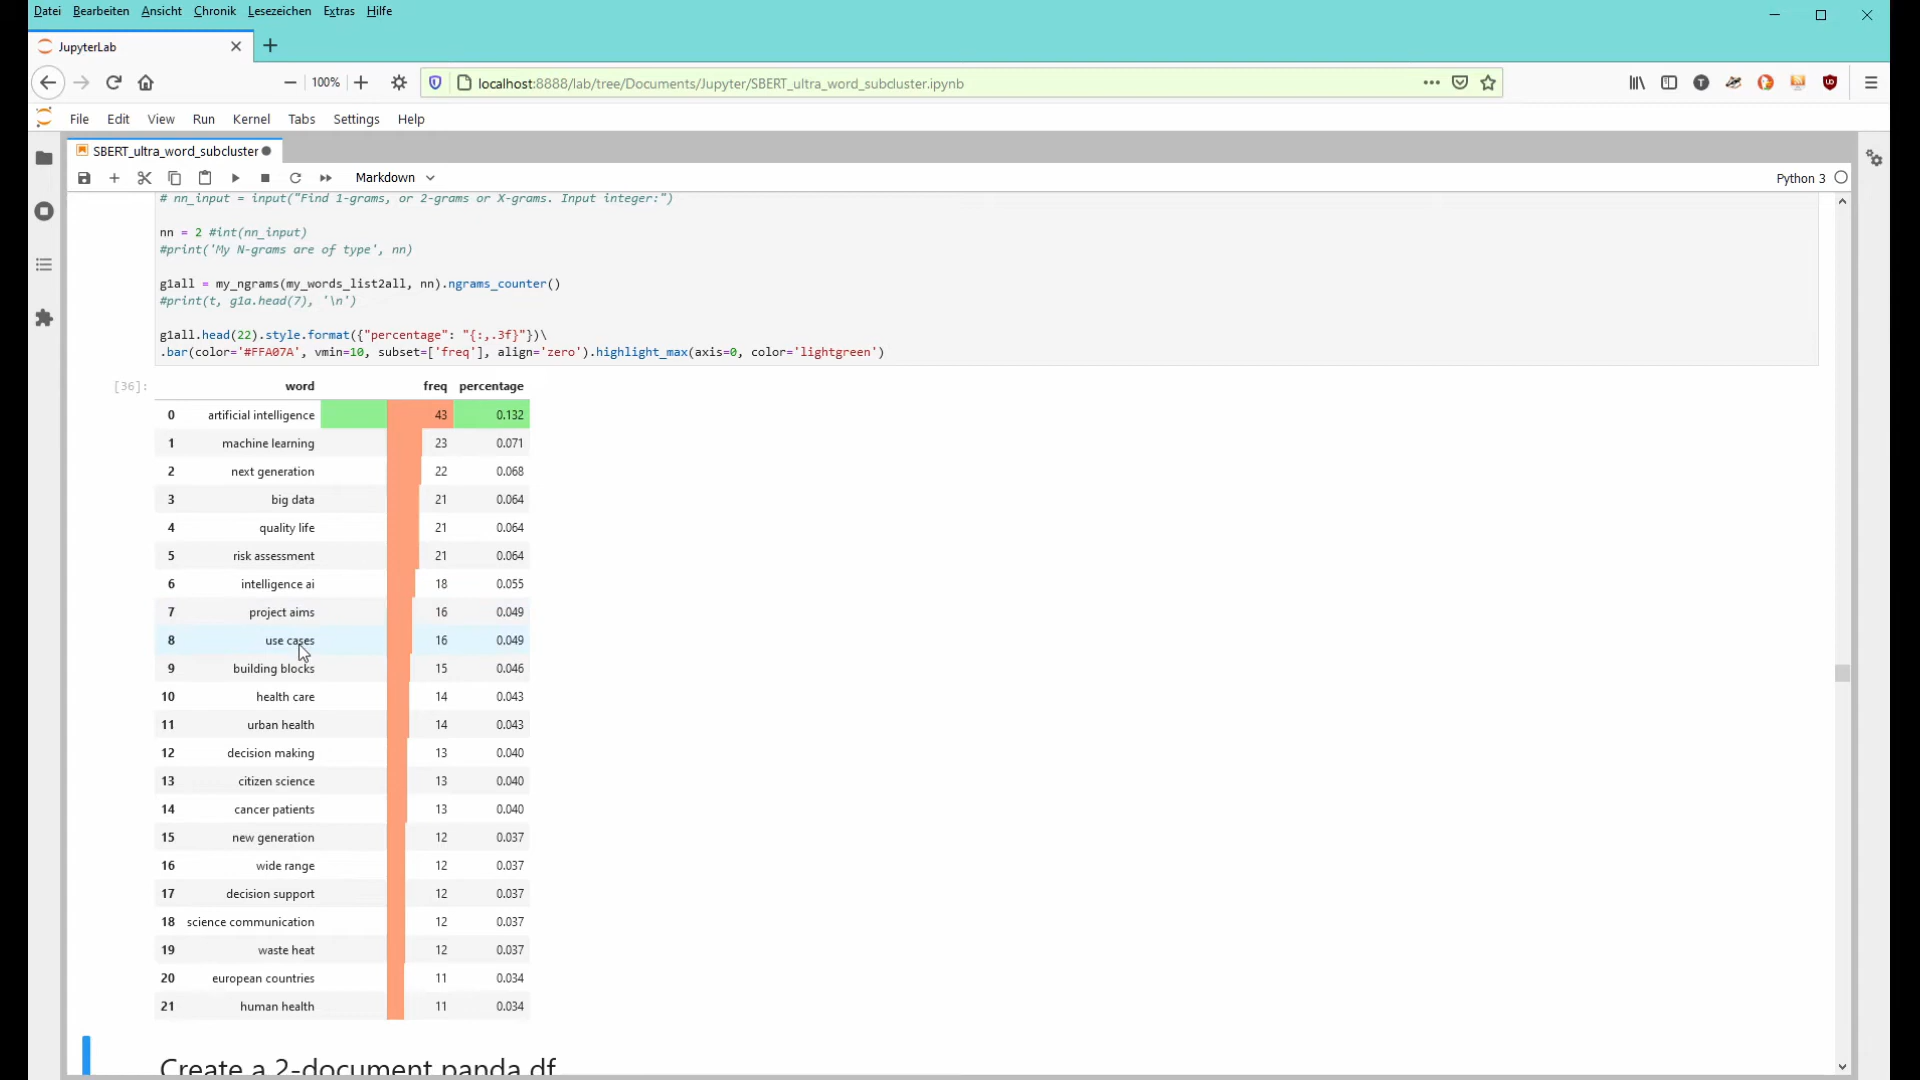 Datei Bearbeiten Ansicht Chronik Lesezeichen Extras Hilfe
JupyterLab
100%
localhost:8888/lab/tree/Documents/Jupyter/SBERT_ultra_word_subcluster.ipynb
File Edit View Run Kernel Tabs Settings Help
SBERT_ultra_word_subcluster
Markdown
Python 3
# nn_input = input("Find 1-grams, or 2-grams or X-grams. Input integer:")
nn = 2 #int(nn_input)
#print('My N-grams are of type', nn)
g1all = my_ngrams(my_words_list2all, nn).ngrams_counter()
#print(t, g1a.head(7), '\n')
g1all.head(22).style.format({"percentage": "{:,.3f}"})\
.bar(color='#FFA07A', vmin=10, subset=['freq'], align='zero').highlight_max(axis=0, color='lightgreen')
[36]:
word freq percentage
0 artificial intelligence 43 0.132
1 machine learning 23 0.071
2 next generation 22 0.068
3 big data 21 0.064
4 quality life 21 0.064
5 risk assessment 21 0.064
6 intelligence ai 18 0.055
7 project aims 16 0.049
8 use cases 16 0.049
9 building blocks 15 0.046
10 health care 14 0.043
11 urban health 14 0.043
12 decision making 13 0.040
13 citizen science 13 0.040
14 cancer patients 13 0.040
15 new generation 12 0.037
16 wide range 12 0.037
17 decision support 12 0.037
18 science communication 12 0.037
19 waste heat 12 0.037
20 european countries 11 0.034
21 human health 11 0.034
Create a 2-document panda df